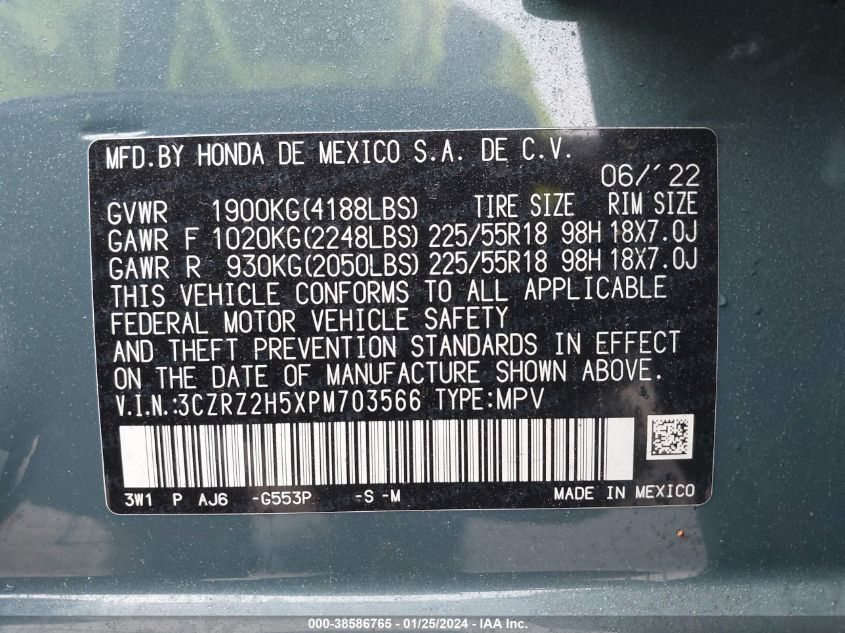 MFD.BY HONDA DE MEXICO S.A. DE C.V.
06/'22
GVWR 1900KG(4188LBS) TIRE SIZE RIM SIZE
GAWR F 1020KG(2248LBS) 225/55R18 98H 18X7.0J
GAWR R 930KG(2050LBS) 225/55R18 98H 18X7.0J
THIS VEHICLE CONFORMS TO ALL APPLICABLE
FEDERAL MOTOR VEHICLE SAFETY
AND THEFT PREVENTION STANDARDS IN EFFECT
ON THE DATE OF MANUFACTURE SHOWN ABOVE.
V.I.N.:3CZRZ2H5XPM703566 TYPE:MPV
3W1 P AJ6 -G553P -S -M MADE IN MEXICO
000-38586765 - 01/25/2024 - IAA Inc.